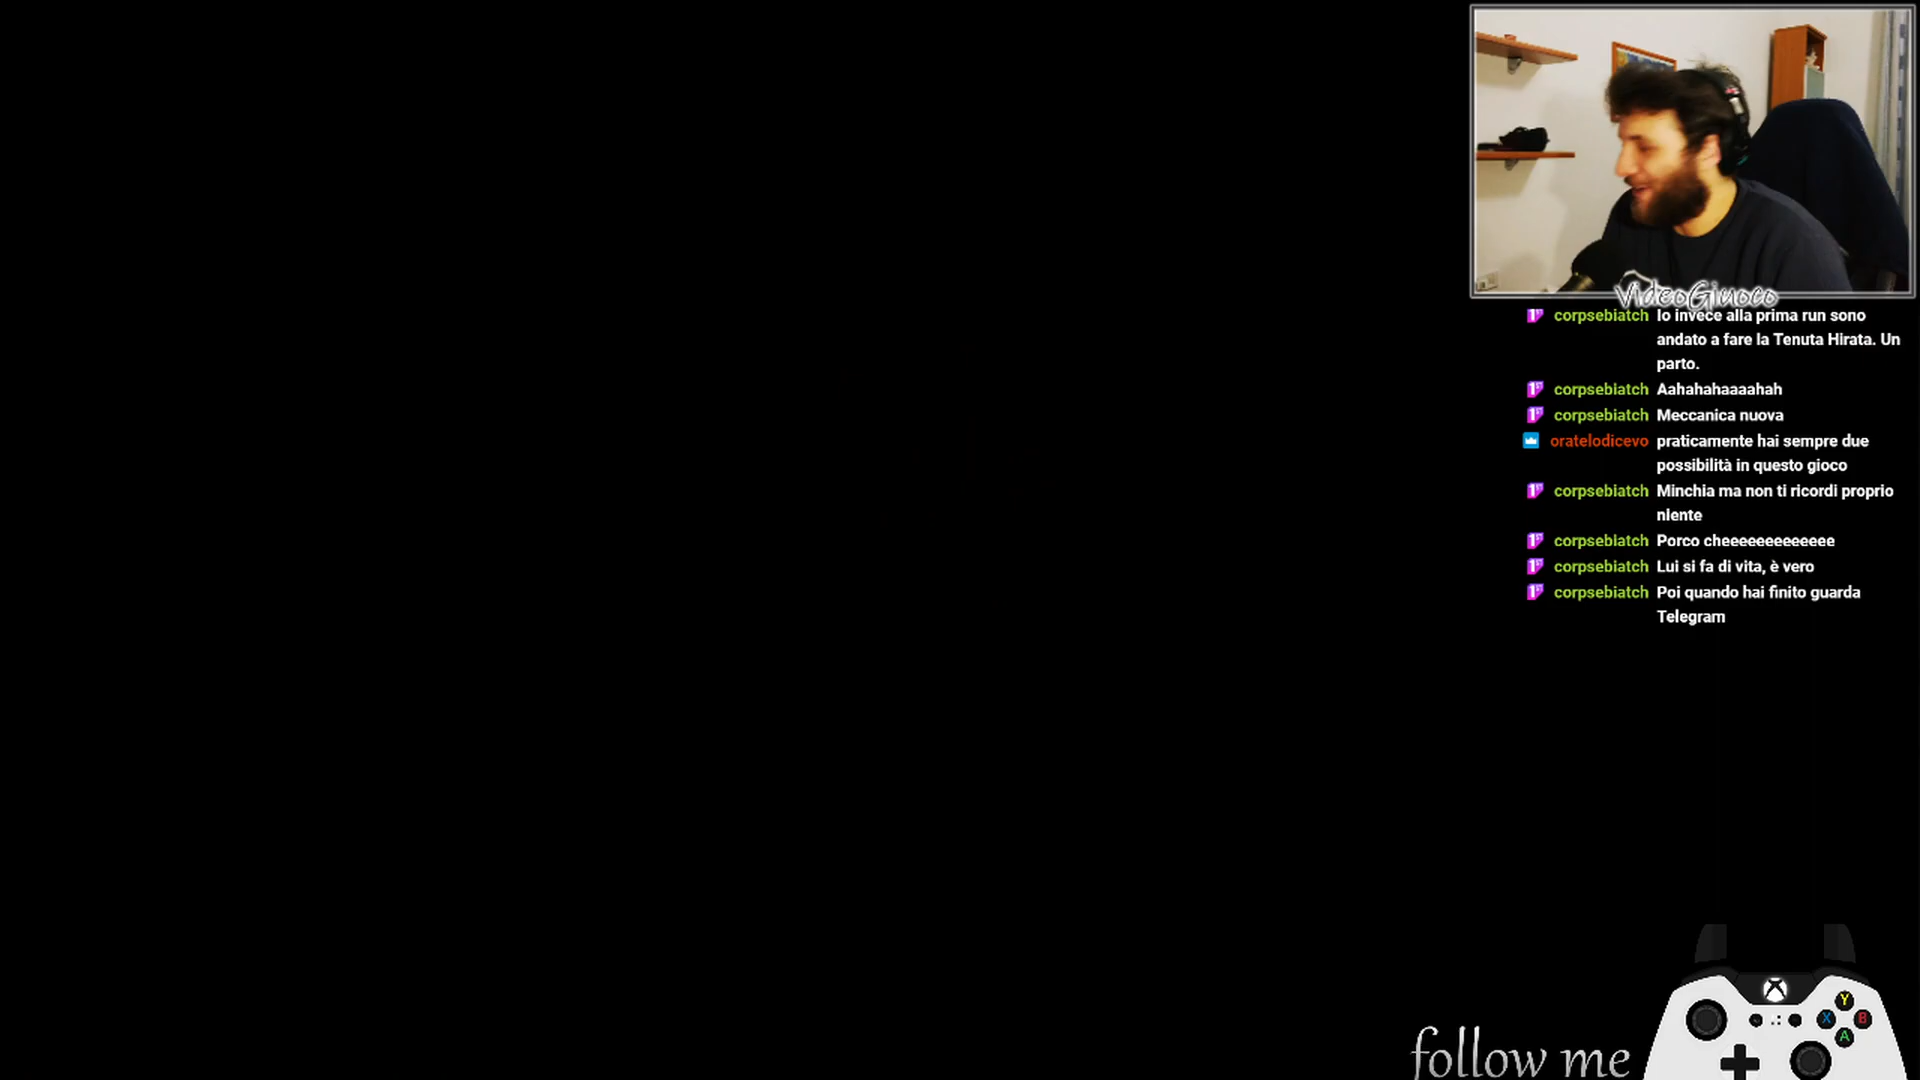 VideoGiuoco
corpsebiatch Io invece alla prima run sono
andato a fare la Tenuta Hirata. Un
parto.
corpsebiatch Aahahahaaaahah
corpsebiatch Meccanica nuova
oratelodicevo praticamente hai sempre due
possibilità in questo gioco
corpsebiatch Minchia ma non ti ricordi proprio
nlente
corpsebiatch Porco cheeeeeeeeeeeee
corpsebiatch Lui si fa di vita, è vero
corpsebiatch Poi quando hai finito guarda
Telegram
Y
X B
A
follow me